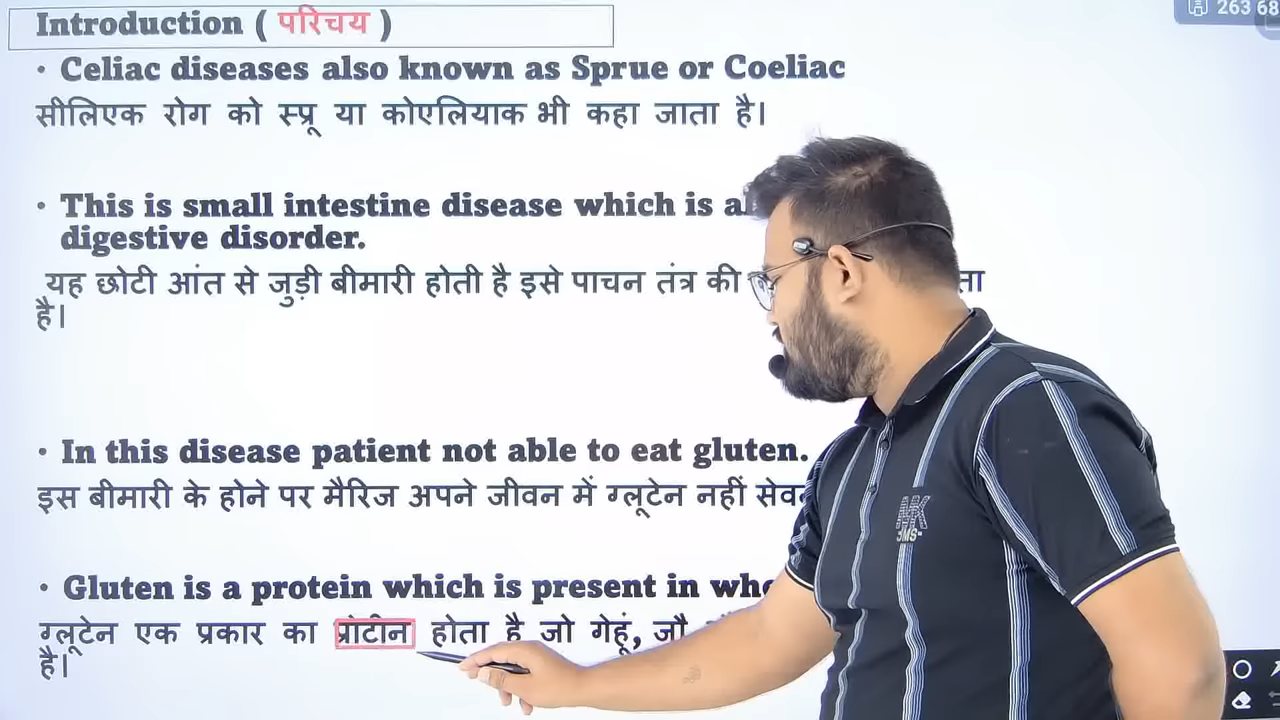 Introduction ( परिचय )
• Celiac diseases also known as Sprue or Coeliac
सीलिएक रोग को स्प्रू या कोएलियाक भी कहा जाता है।
• This is small intestine disease which is
digestive disorder.
यह छोटी आंत से जुड़ी बीमारी होती है इसे पाचन तंत्र की
है।
• In this disease patient not able to eat gluten.
इस बीमारी के होने पर मैरिज अपने जीवन में ग्लूटेन नहीं
• Gluten is a protein which is present in
ग्लूटेन एक प्रकार का प्रोटीन होता है जो गेहूं, जौ
है।
263 68
MK